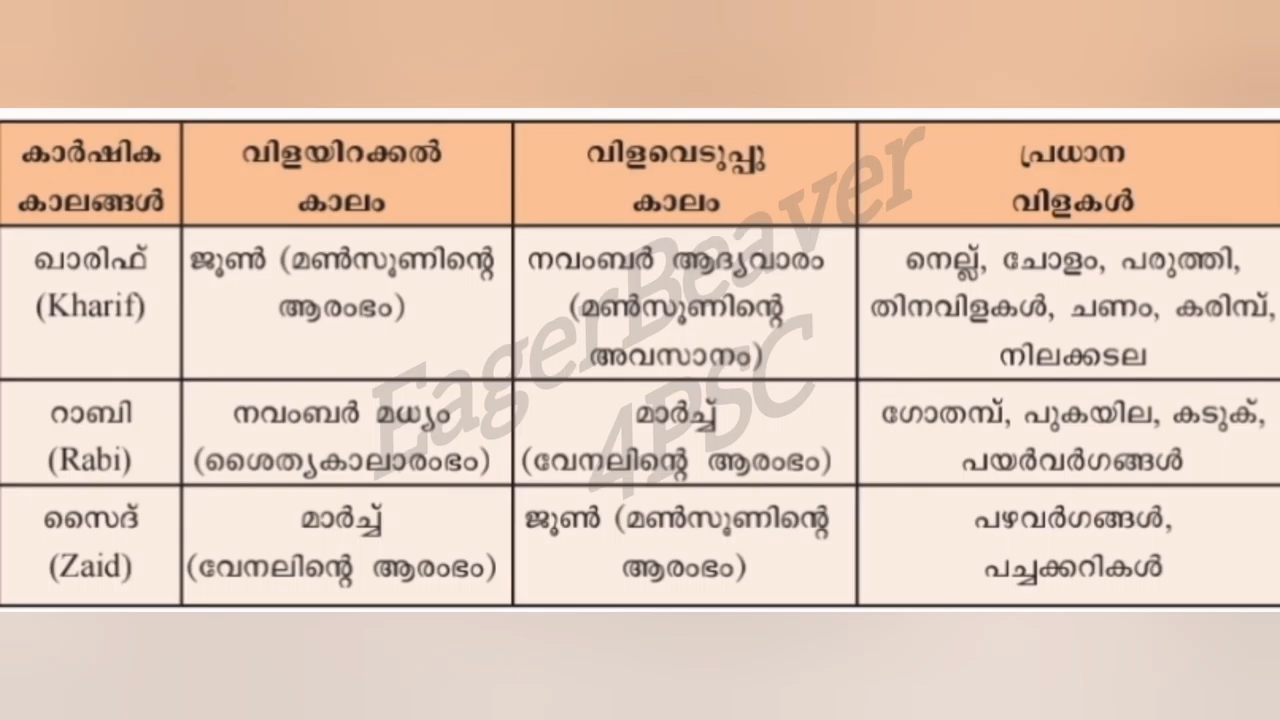 കാർഷിക കാലങ്ങൾ
വിളയിറക്കൽ കാലം
വിളവെടുപ്പു കാലം
പ്രധാന വിളകൾ
ഖാരിഫ്
(Kharif)
ജൂൺ (മൺസൂണിന്റെ
ആരംഭം)
നവംബർ ആദ്യവാരം
(മൺസൂണിന്റെ
അവസാനം)
നെല്ല്, ചോളം, പരുത്തി,
തിനവിളകൾ, ചണം, കരിമ്പ്,
നിലക്കടല
റാബി
(Rabi)
നവംബർ മധ്യം
(ശൈത്യകാലാരംഭം)
മാർച്ച്
(വേനലിന്റെ ആരംഭം)
ഗോതമ്പ്, പുകയില, കടുക്,
പയർവർഗങ്ങൾ
സൈദ്
(Zaid)
മാർച്ച്
(വേനലിന്റെ ആരംഭം)
ജൂൺ (മൺസൂണിന്റെ
ആരംഭം)
പഴവർഗങ്ങൾ,
പച്ചക്കറികൾ
EagerBeaver
4PSC